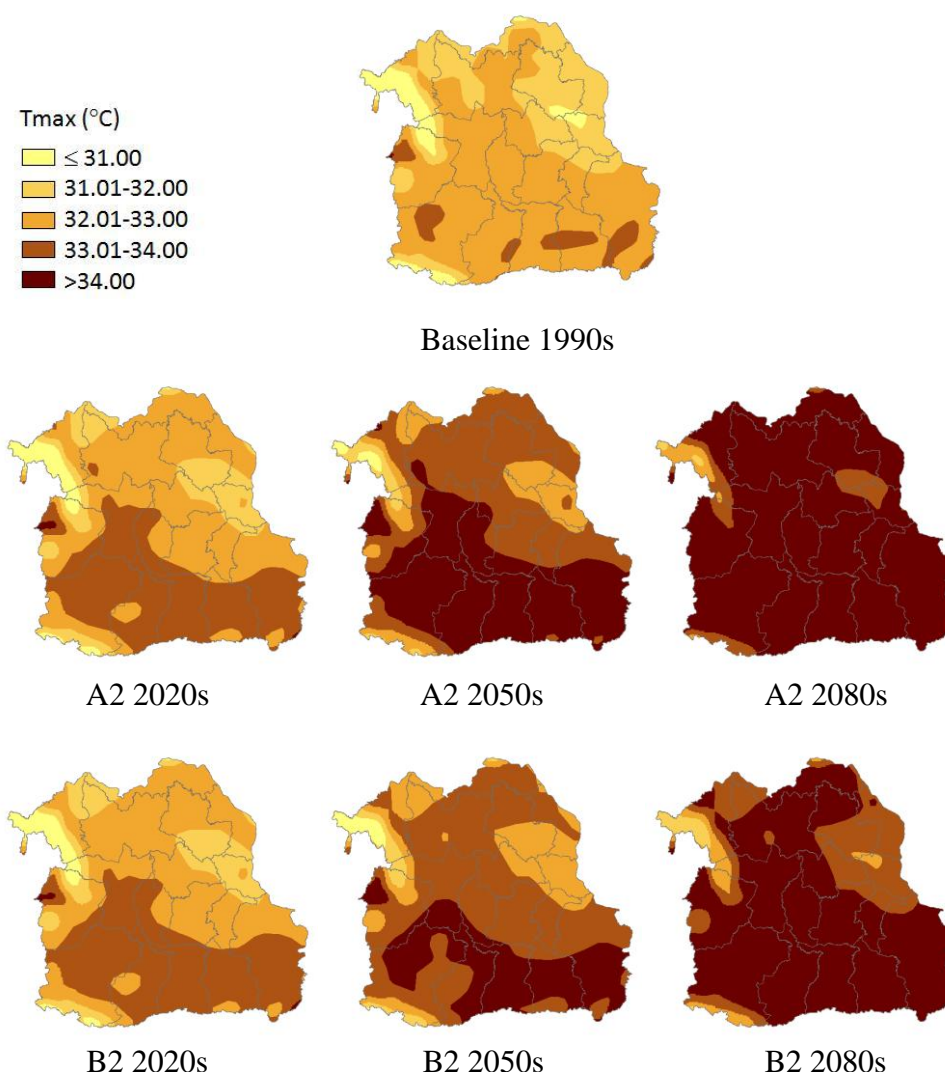 Tmax (°C)
≤ 31.00
31.01-32.00
32.01-33.00
33.01-34.00
>34.00
Baseline 1990s
A2 2020s
A2 2050s
A2 2080s
B2 2020s
B2 2050s
B2 2080s